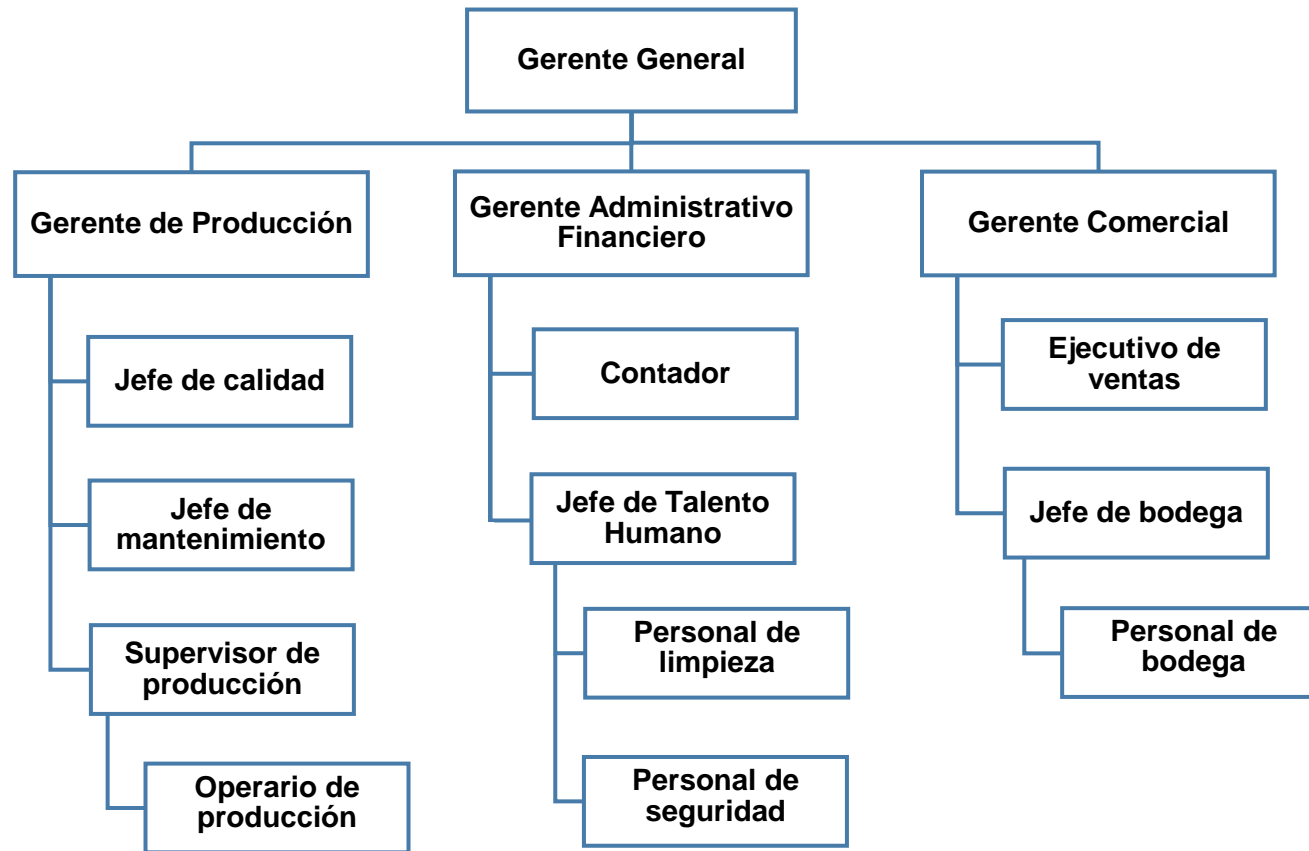 Gerente General
Gerente de Producción
Gerente Administrativo
Financiero
Gerente Comercial
Jefe de calidad
Contador
Ejecutivo de
ventas
Jefe de
mantenimiento
Jefe de Talento
Humano
Jefe de bodega
Supervisor de
producción
Personal de
limpieza
Personal de
bodega
Operario de
producción
Personal de
seguridad